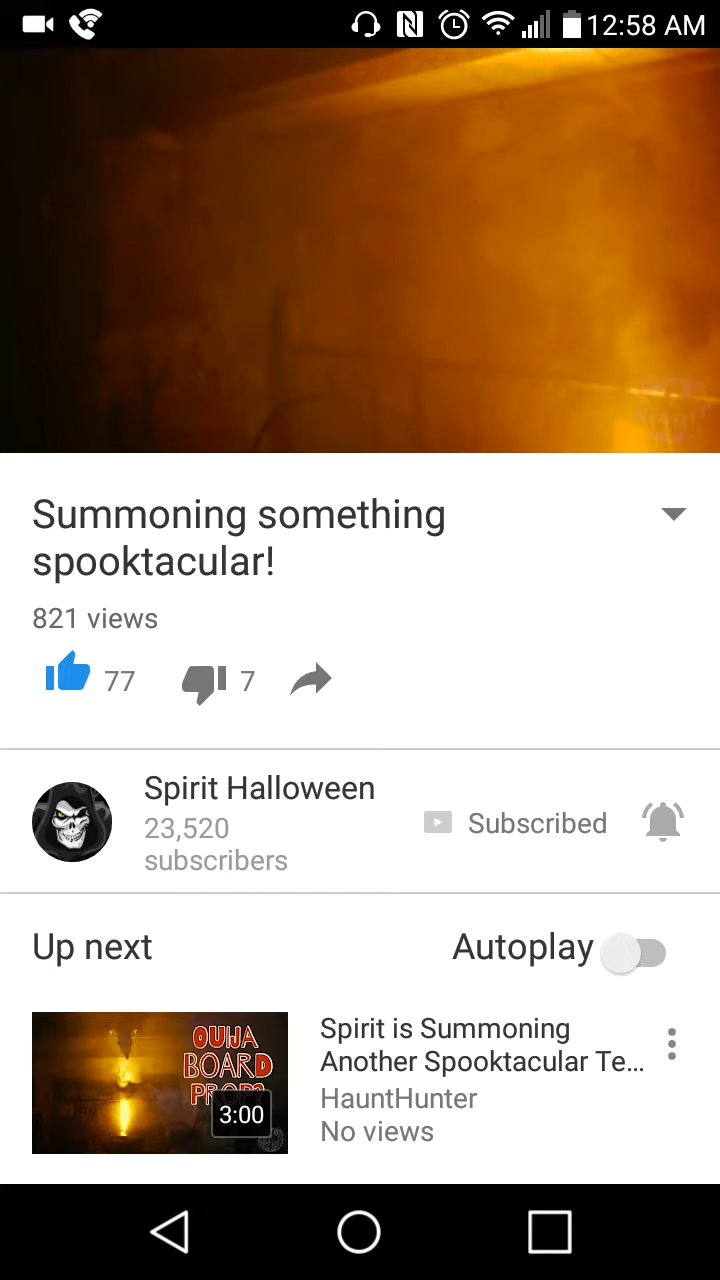 12:58 AM
Summoning something
spooktacular!
821 views
77
7
Spirit Halloween
23,520
subscribers
Subscribed
Up next
Autoplay
OUIJA
BOARD
PROP?
3:00
Spirit is Summoning
Another Spooktacular Te...
HauntHunter
No views